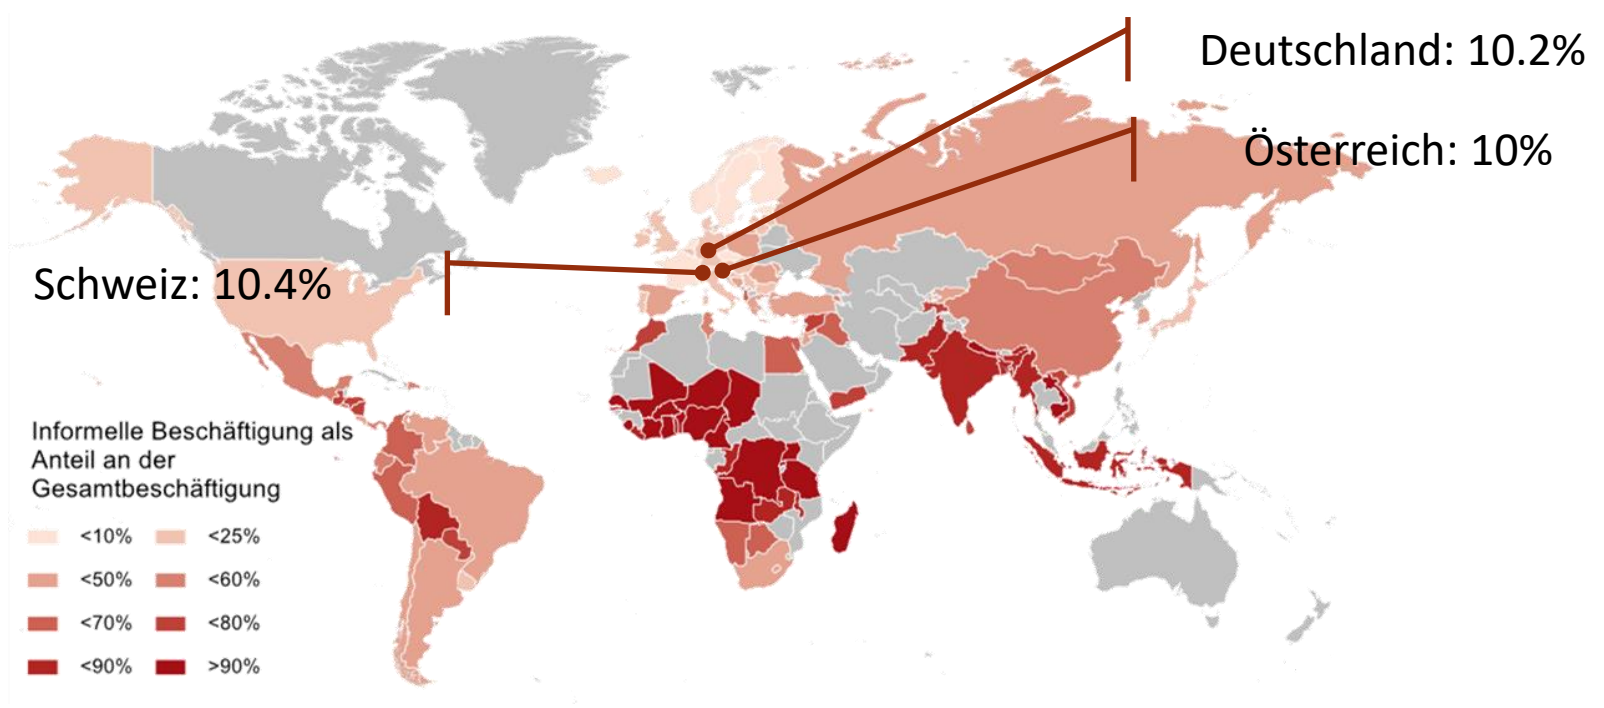 Deutschland: 10.2%
Österreich: 10%
Schweiz: 10.4%
Informelle Beschäftigung als
Anteil an der
Gesamtbeschäftigung
<10% <25%
<50% <60%
<70% <80%
<90% >90%